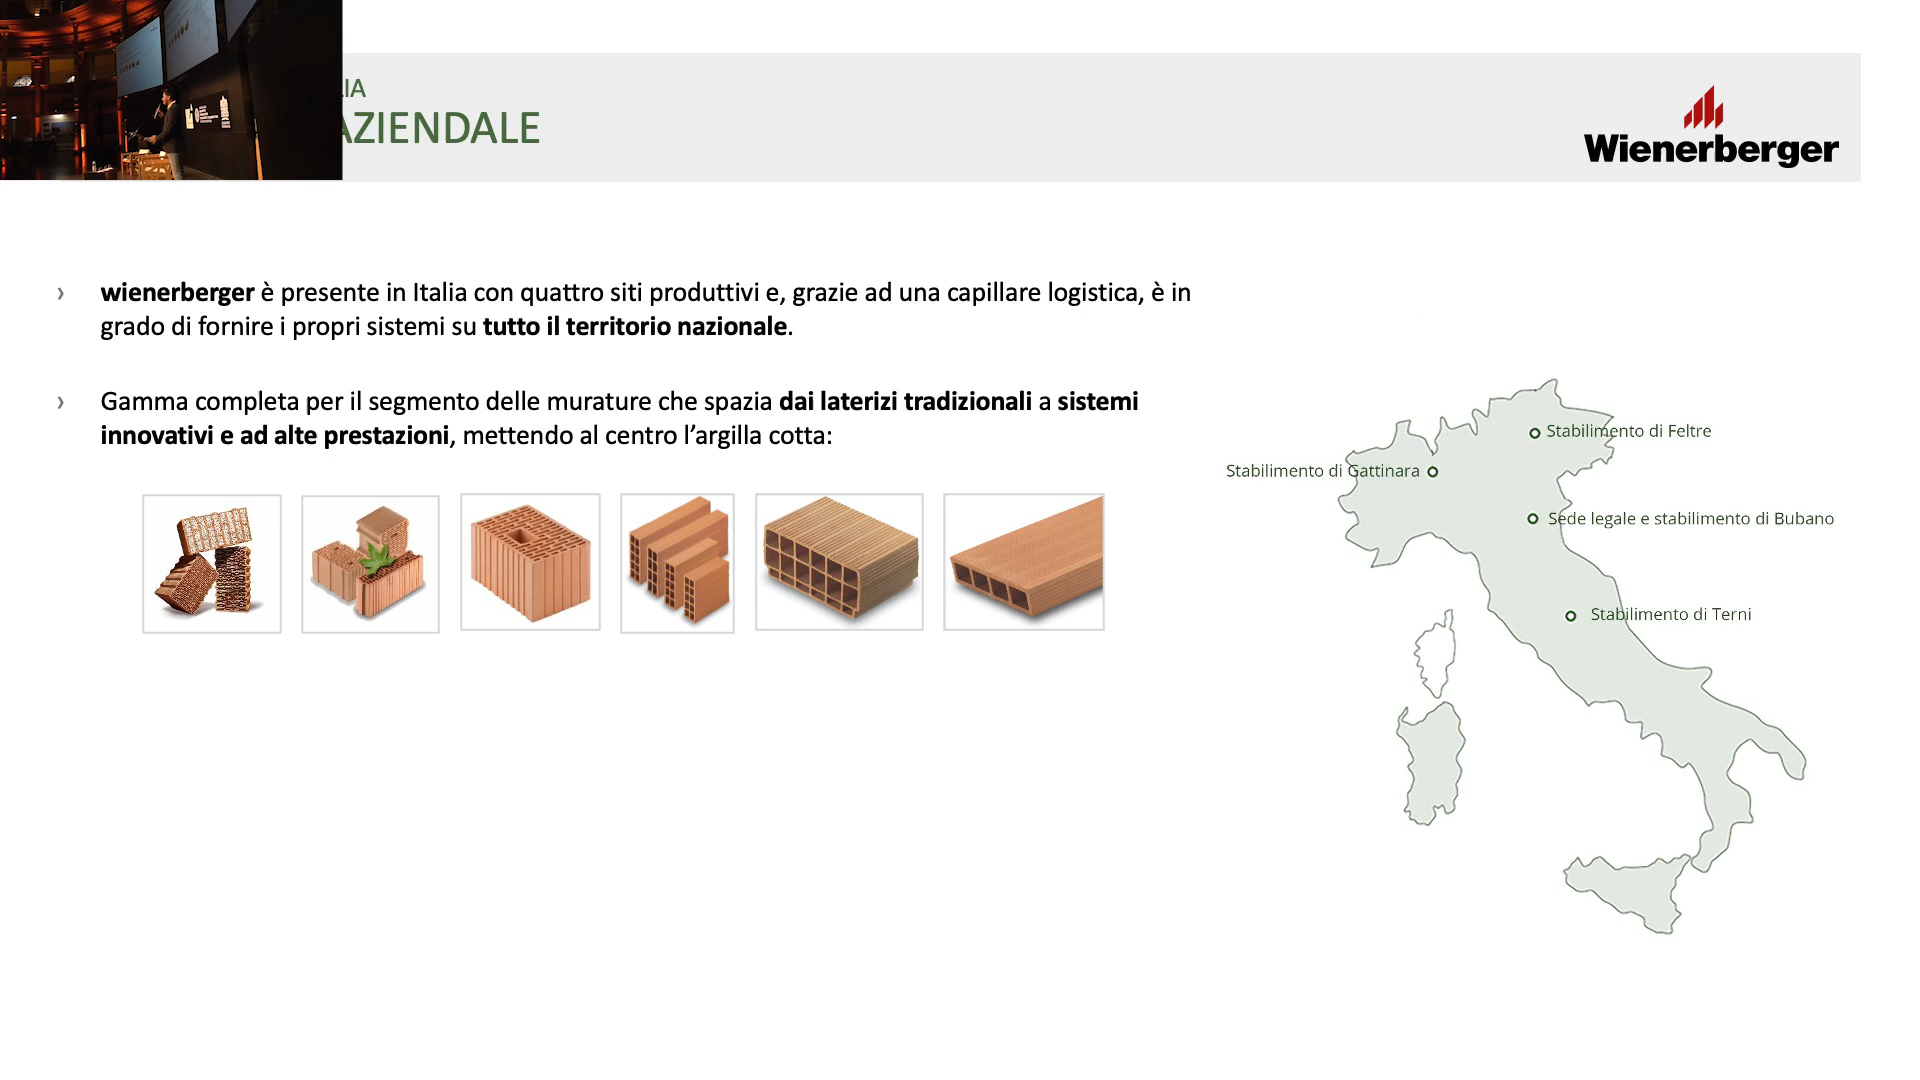 LIA
AZIENDALE
Wienerberger
› wienerberger è presente in Italia con quattro siti produttivi e, grazie ad una capillare logistica, è in
grado di fornire i propri sistemi su tutto il territorio nazionale.
› Gamma completa per il segmento delle murature che spazia dai laterizi tradizionali a sistemi
innovativi e ad alte prestazioni, mettendo al centro l’argilla cotta:
Stabilimento di Feltre
Stabilimento di Gattinara
Sede legale e stabilimento di Bubano
Stabilimento di Terni